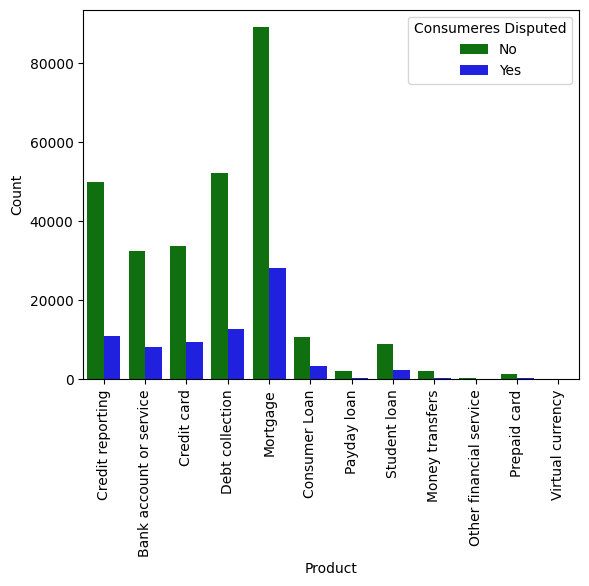 Consumeres Disputed
No
Yes
Count
80000
60000
40000
20000
0
Credit reporting
Bank account or service
Credit card
Debt collection
Mortgage
Consumer Loan
Payday loan
Student loan
Money transfers
Other financial service
Prepaid card
Virtual currency
Product